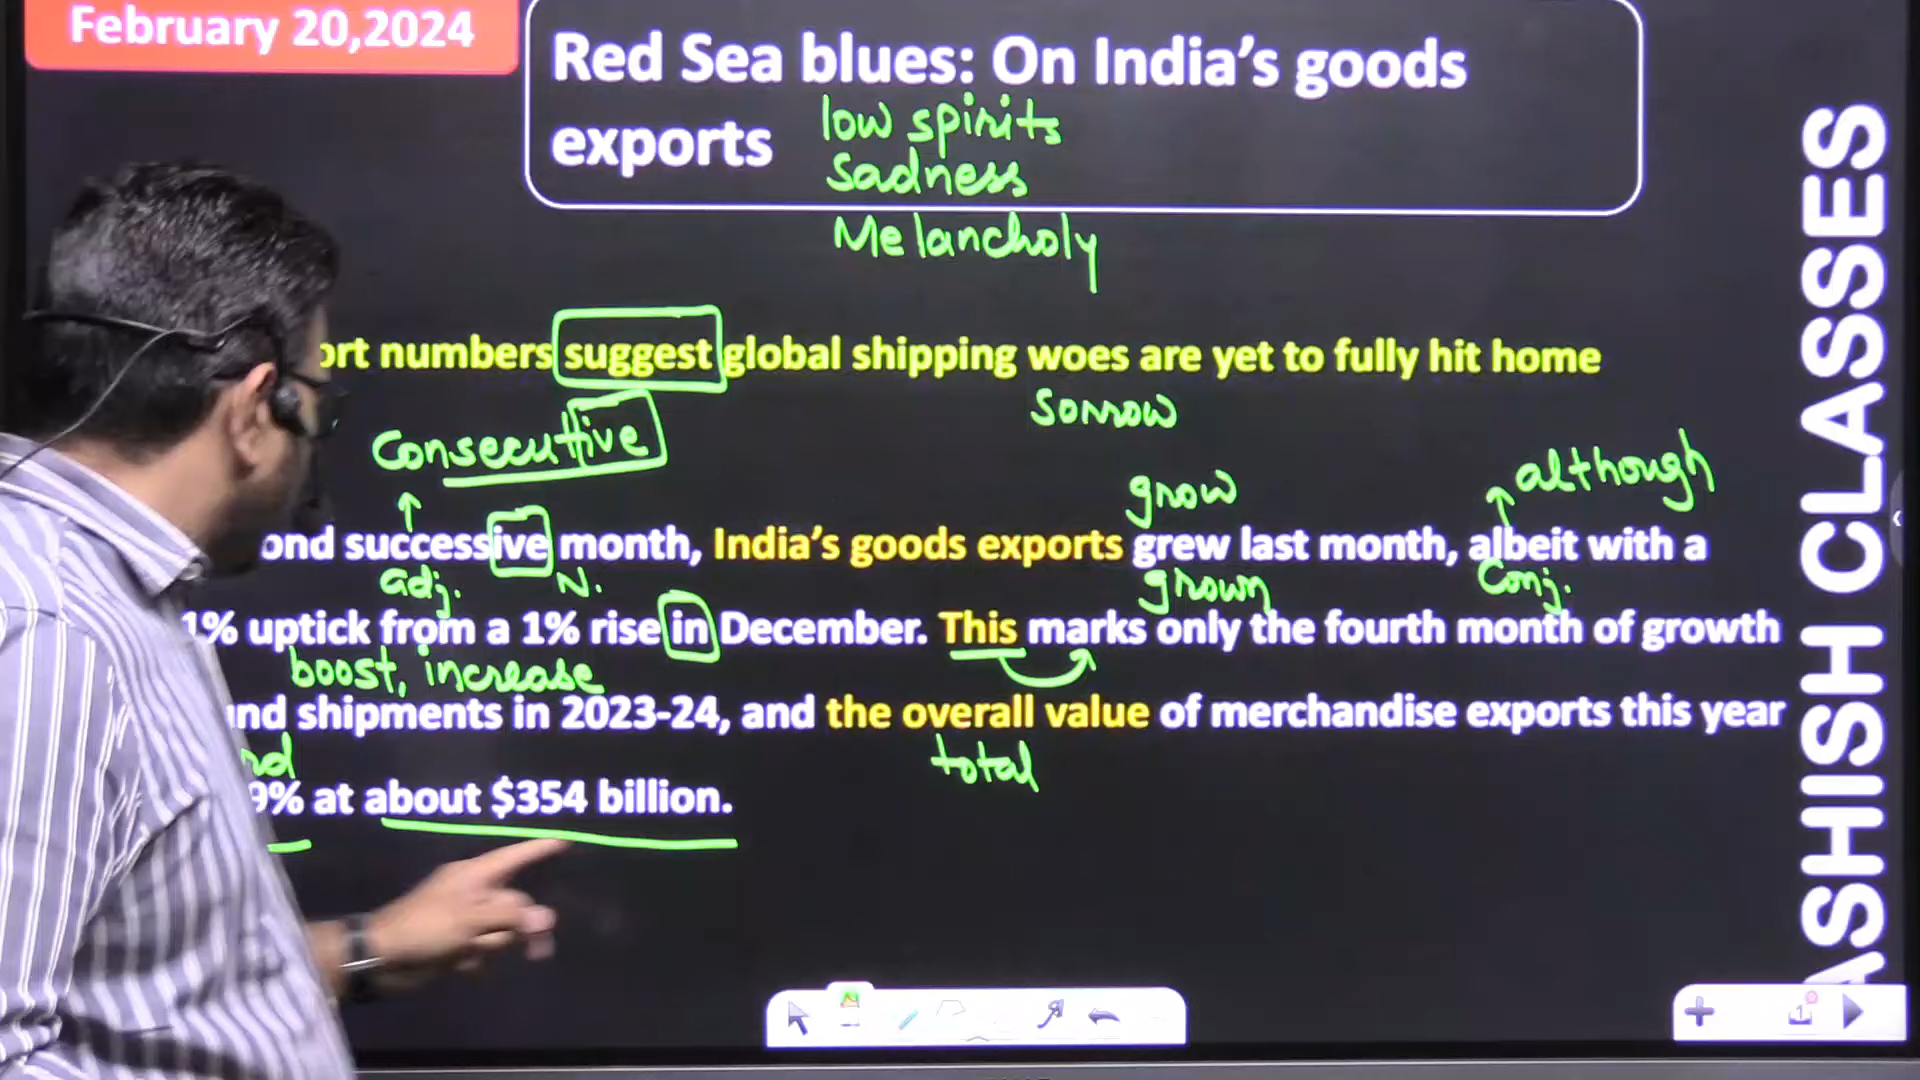 February 20,2024
Red Sea blues: On India's goods
exports
low spirits
Sadness
Melancholy
ort numbers suggest global shipping woes are yet to fully hit home
Sorrow
Consecutive
grow
although
ond successive month, India's goods exports grew last month, albeit with a
adj.
N.
grown
Conj.
1% uptick from a 1% rise in December. This marks only the fourth month of growth
boost, increase
und shipments in 2023-24, and the overall value of merchandise exports this year
nd
total
9% at about $354 billion.
ASHISH CLASSES
1